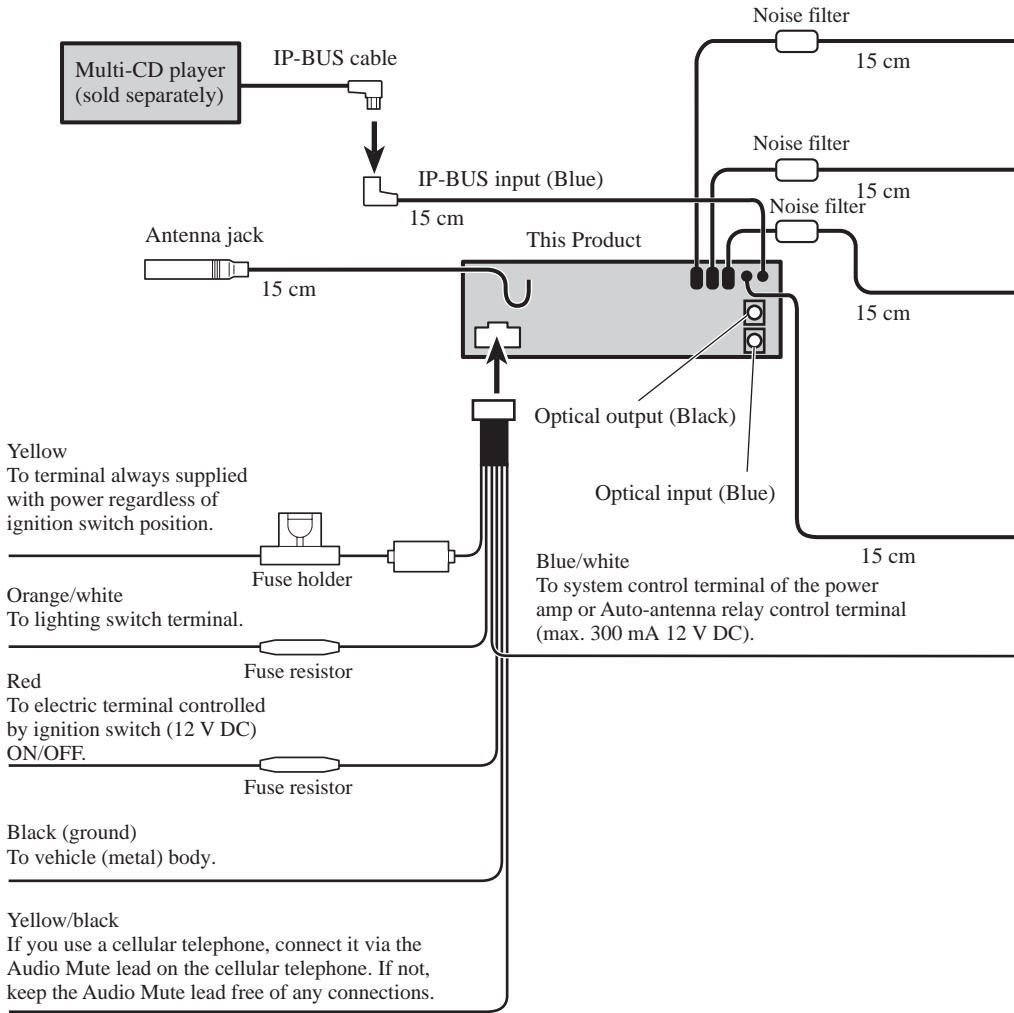 Noise filter
15 cm
IP-BUS cable
Multi-CD player
(sold separately)
Noise filter
15 cm
IP-BUS input (Blue)
15 cm
Noise filter
Antenna jack
This Product
15 cm
15 cm
Optical output (Black)
Optical input (Blue)
15 cm
Yellow
To terminal always supplied
with power regardless of
ignition switch position.
Fuse holder
Blue/white
To system control terminal of the power
amp or Auto-antenna relay control terminal
(max. 300 mA 12 V DC).
Orange/white
To lighting switch terminal.
Fuse resistor
Red
To electric terminal controlled
by ignition switch (12 V DC)
ON/OFF.
Fuse resistor
Black (ground)
To vehicle (metal) body.
Yellow/black
If you use a cellular telephone, connect it via the
Audio Mute lead on the cellular telephone. If not,
keep the Audio Mute lead free of any connections.